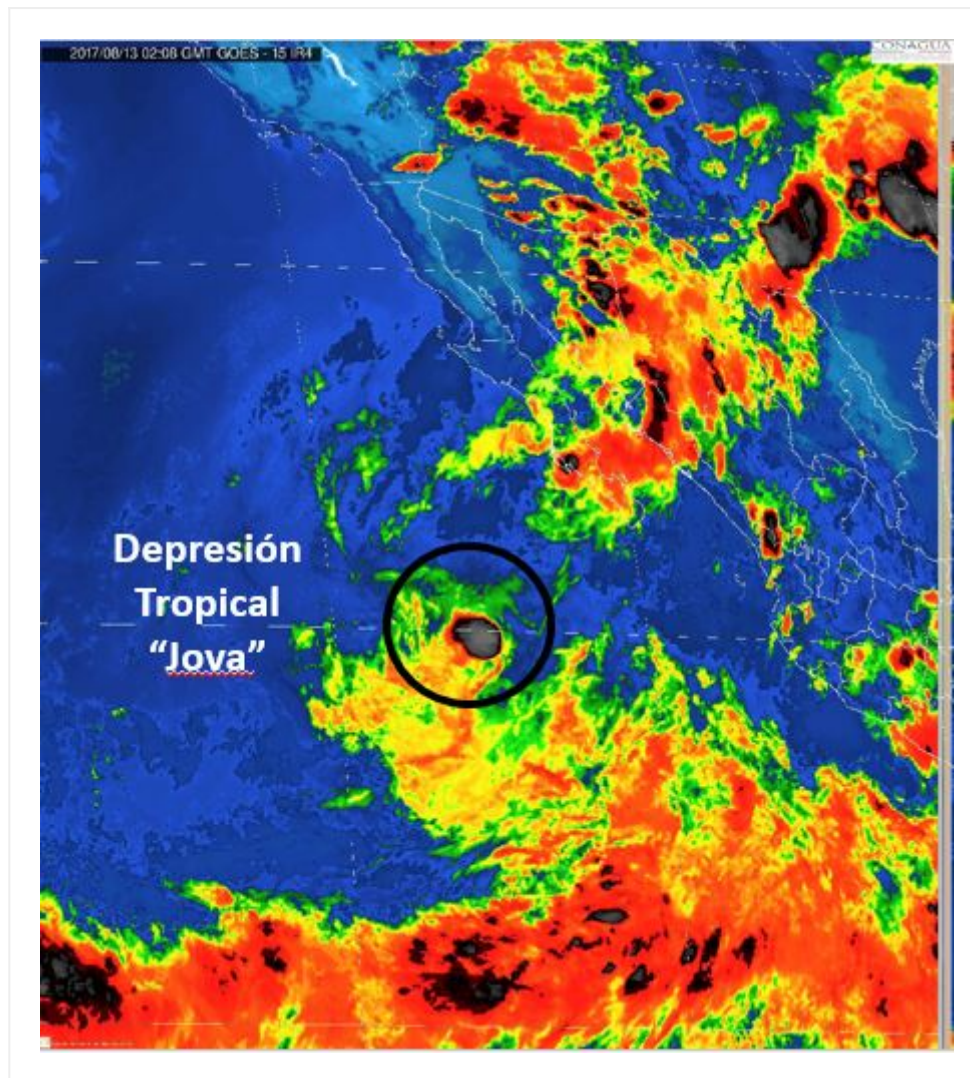 2017/08/13 02:08 GMT GOES - 15 IR4
CONAGUA
Depresión
Tropical
“Jova”